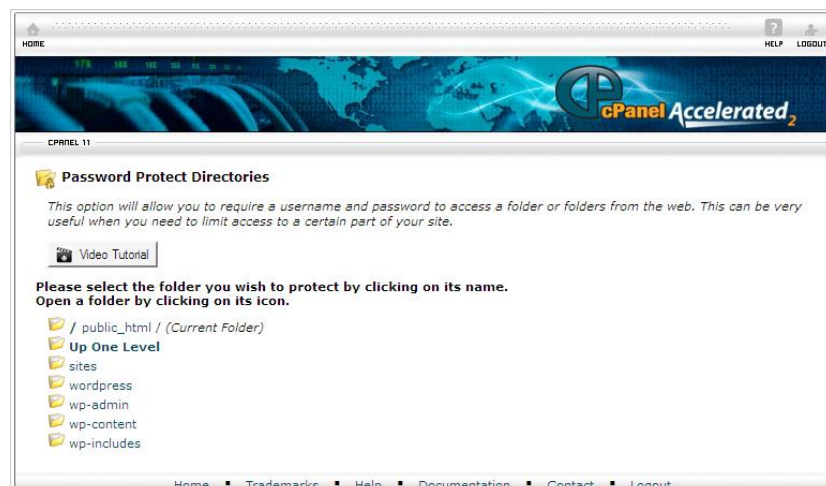 HOME
HELP
LOGOUT
cPanel Accelerated2
CPANEL 11
Password Protect Directories
This option will allow you to require a username and password to access a folder or folders from the web. This can be very
useful when you need to limit access to a certain part of your site.
Video Tutorial
Please select the folder you wish to protect by clicking on its name.
Open a folder by clicking on its icon.
/ public_html / (Current Folder)
Up One Level
sites
wordpress
wp-admin
wp-content
wp-includes
Home ▪ Trademarks ▪ Help ▪ Documentation ▪ Contact ▪ Logout